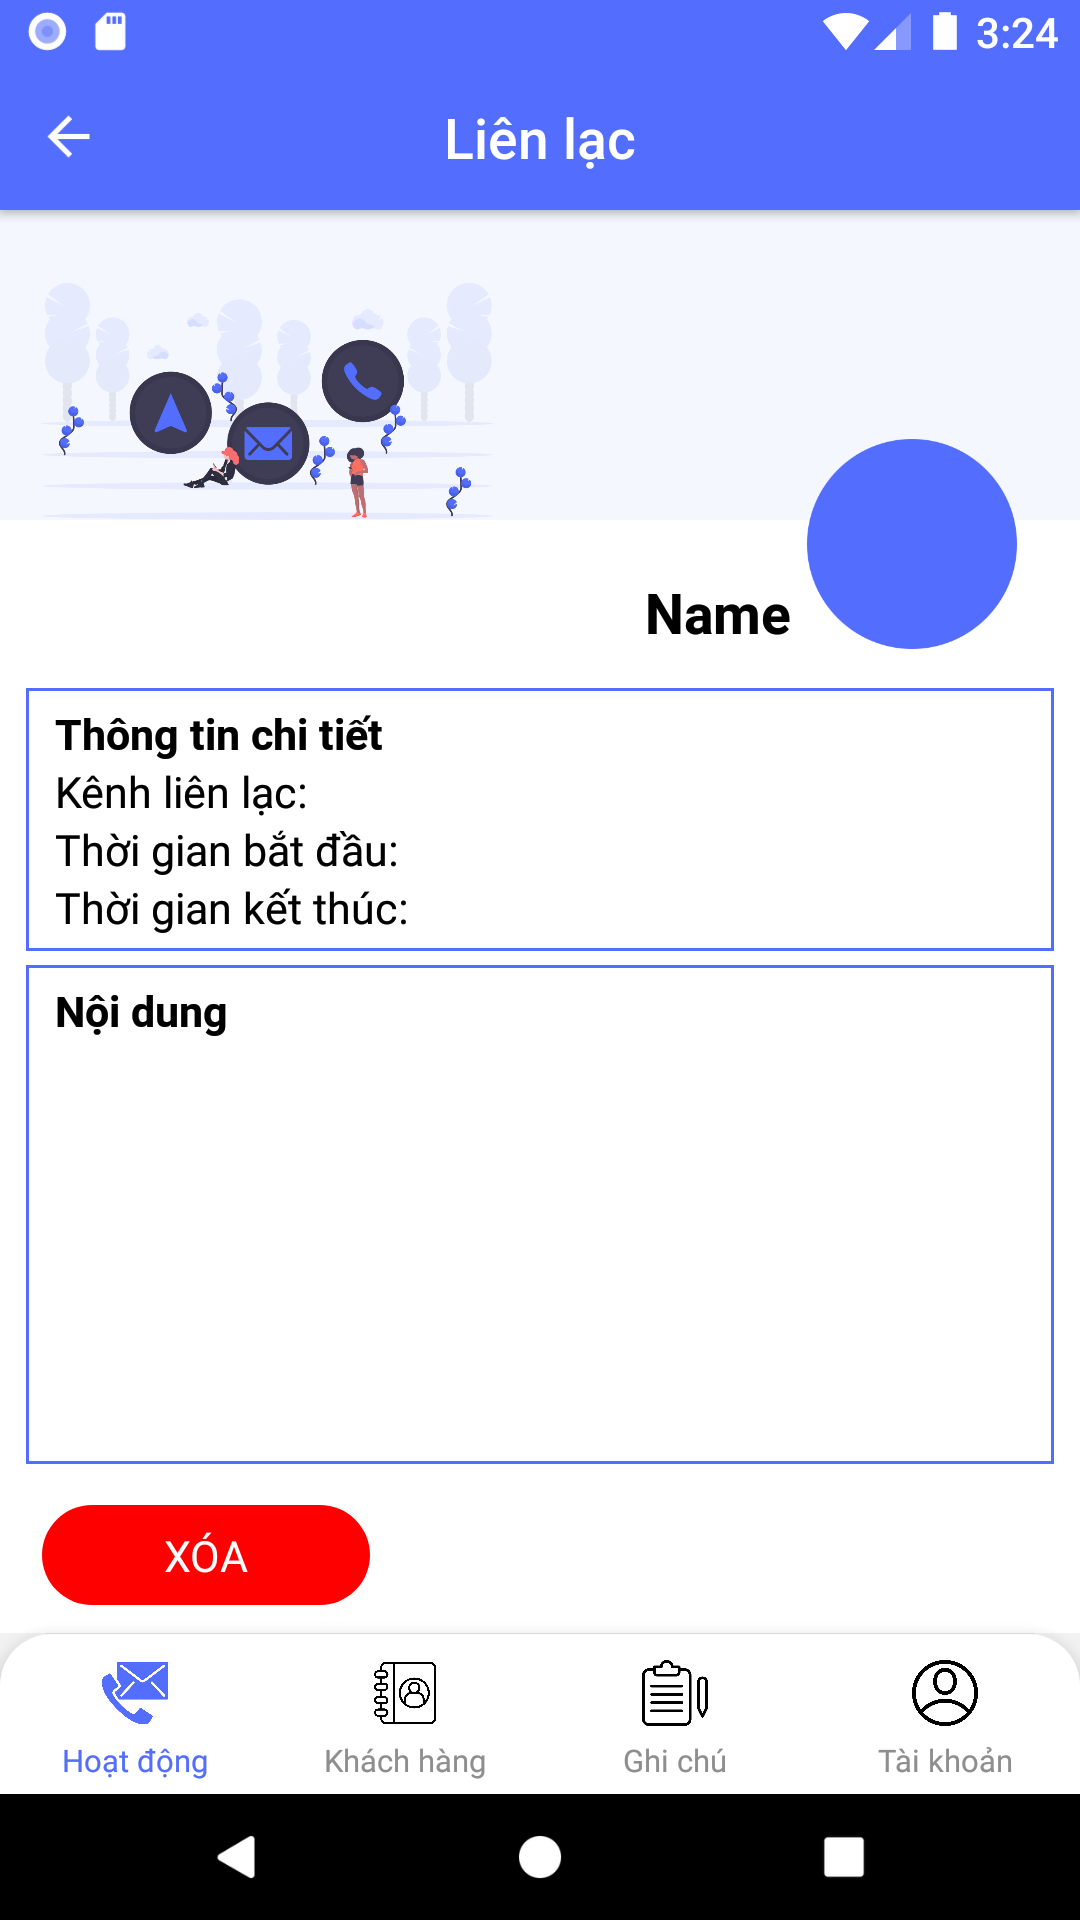 3:24
Liên lạc
Name
Thông tin chi tiết
Kênh liên lạc:
Thời gian bắt đầu:
Thời gian kết thúc:
Nội dung
XÓA
Hoạt động
Khách hàng
Ghi chú
Tài khoản